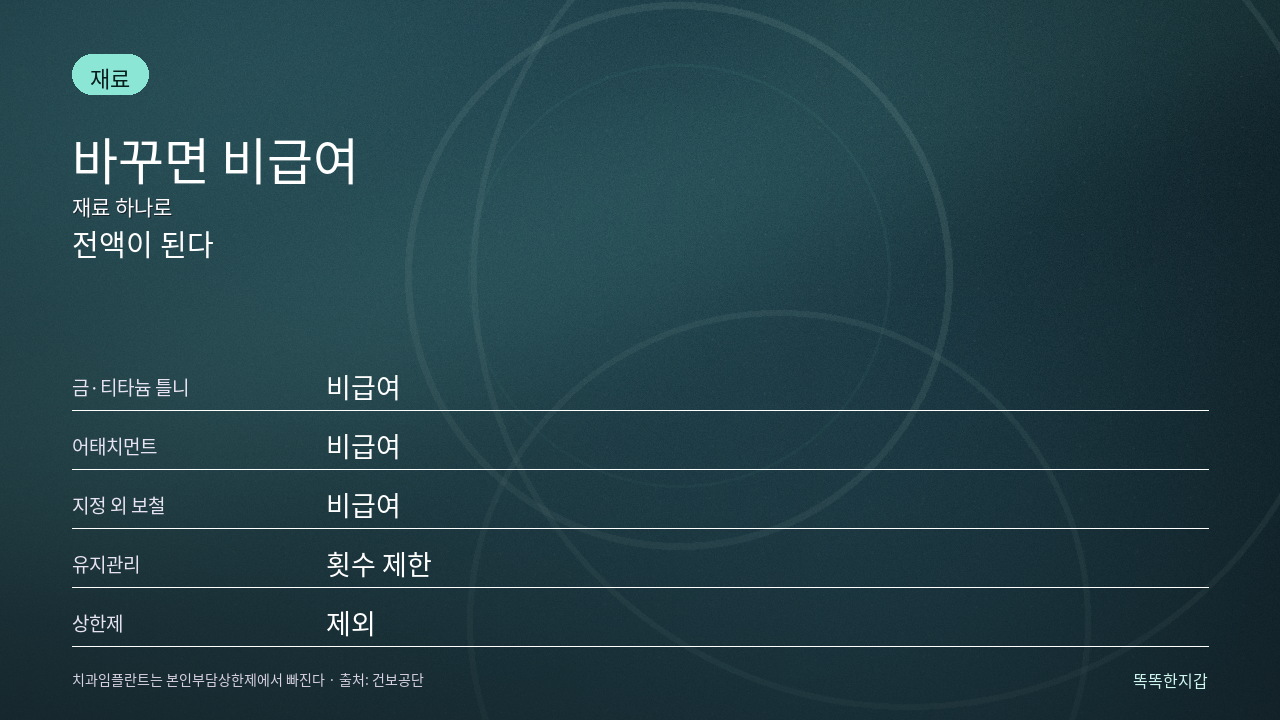 재료
바꾸면 비급여
재료 하나로
전액이 된다
금·티타늄 틀니 비급여
어태치먼트 비급여
지정 외 보철 비급여
유지관리 횟수 제한
상한제 제외
치과임플란트는 본인부담상한제에서 빠진다 · 출처: 건보공단
똑똑한지갑